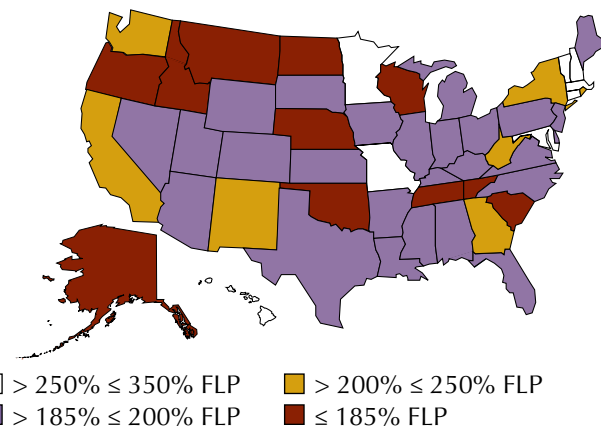 > 250% ≤ 350% FLP
> 200% ≤ 250% FLP
> 185% ≤ 200% FLP
≤ 185% FLP